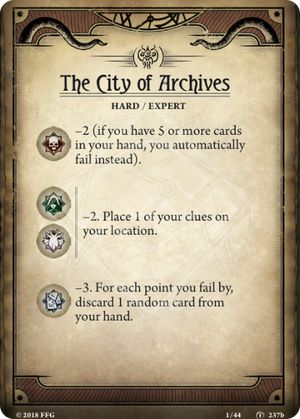 The City of Archives
HARD / EXPERT
–2 (if you have 5 or more cards
in your hand, you automatically
fail instead).
–2. Place 1 of your clues on
your location.
–3. For each point you fail by,
discard 1 random card from
your hand.
© 2018 FFG 1/44 237b